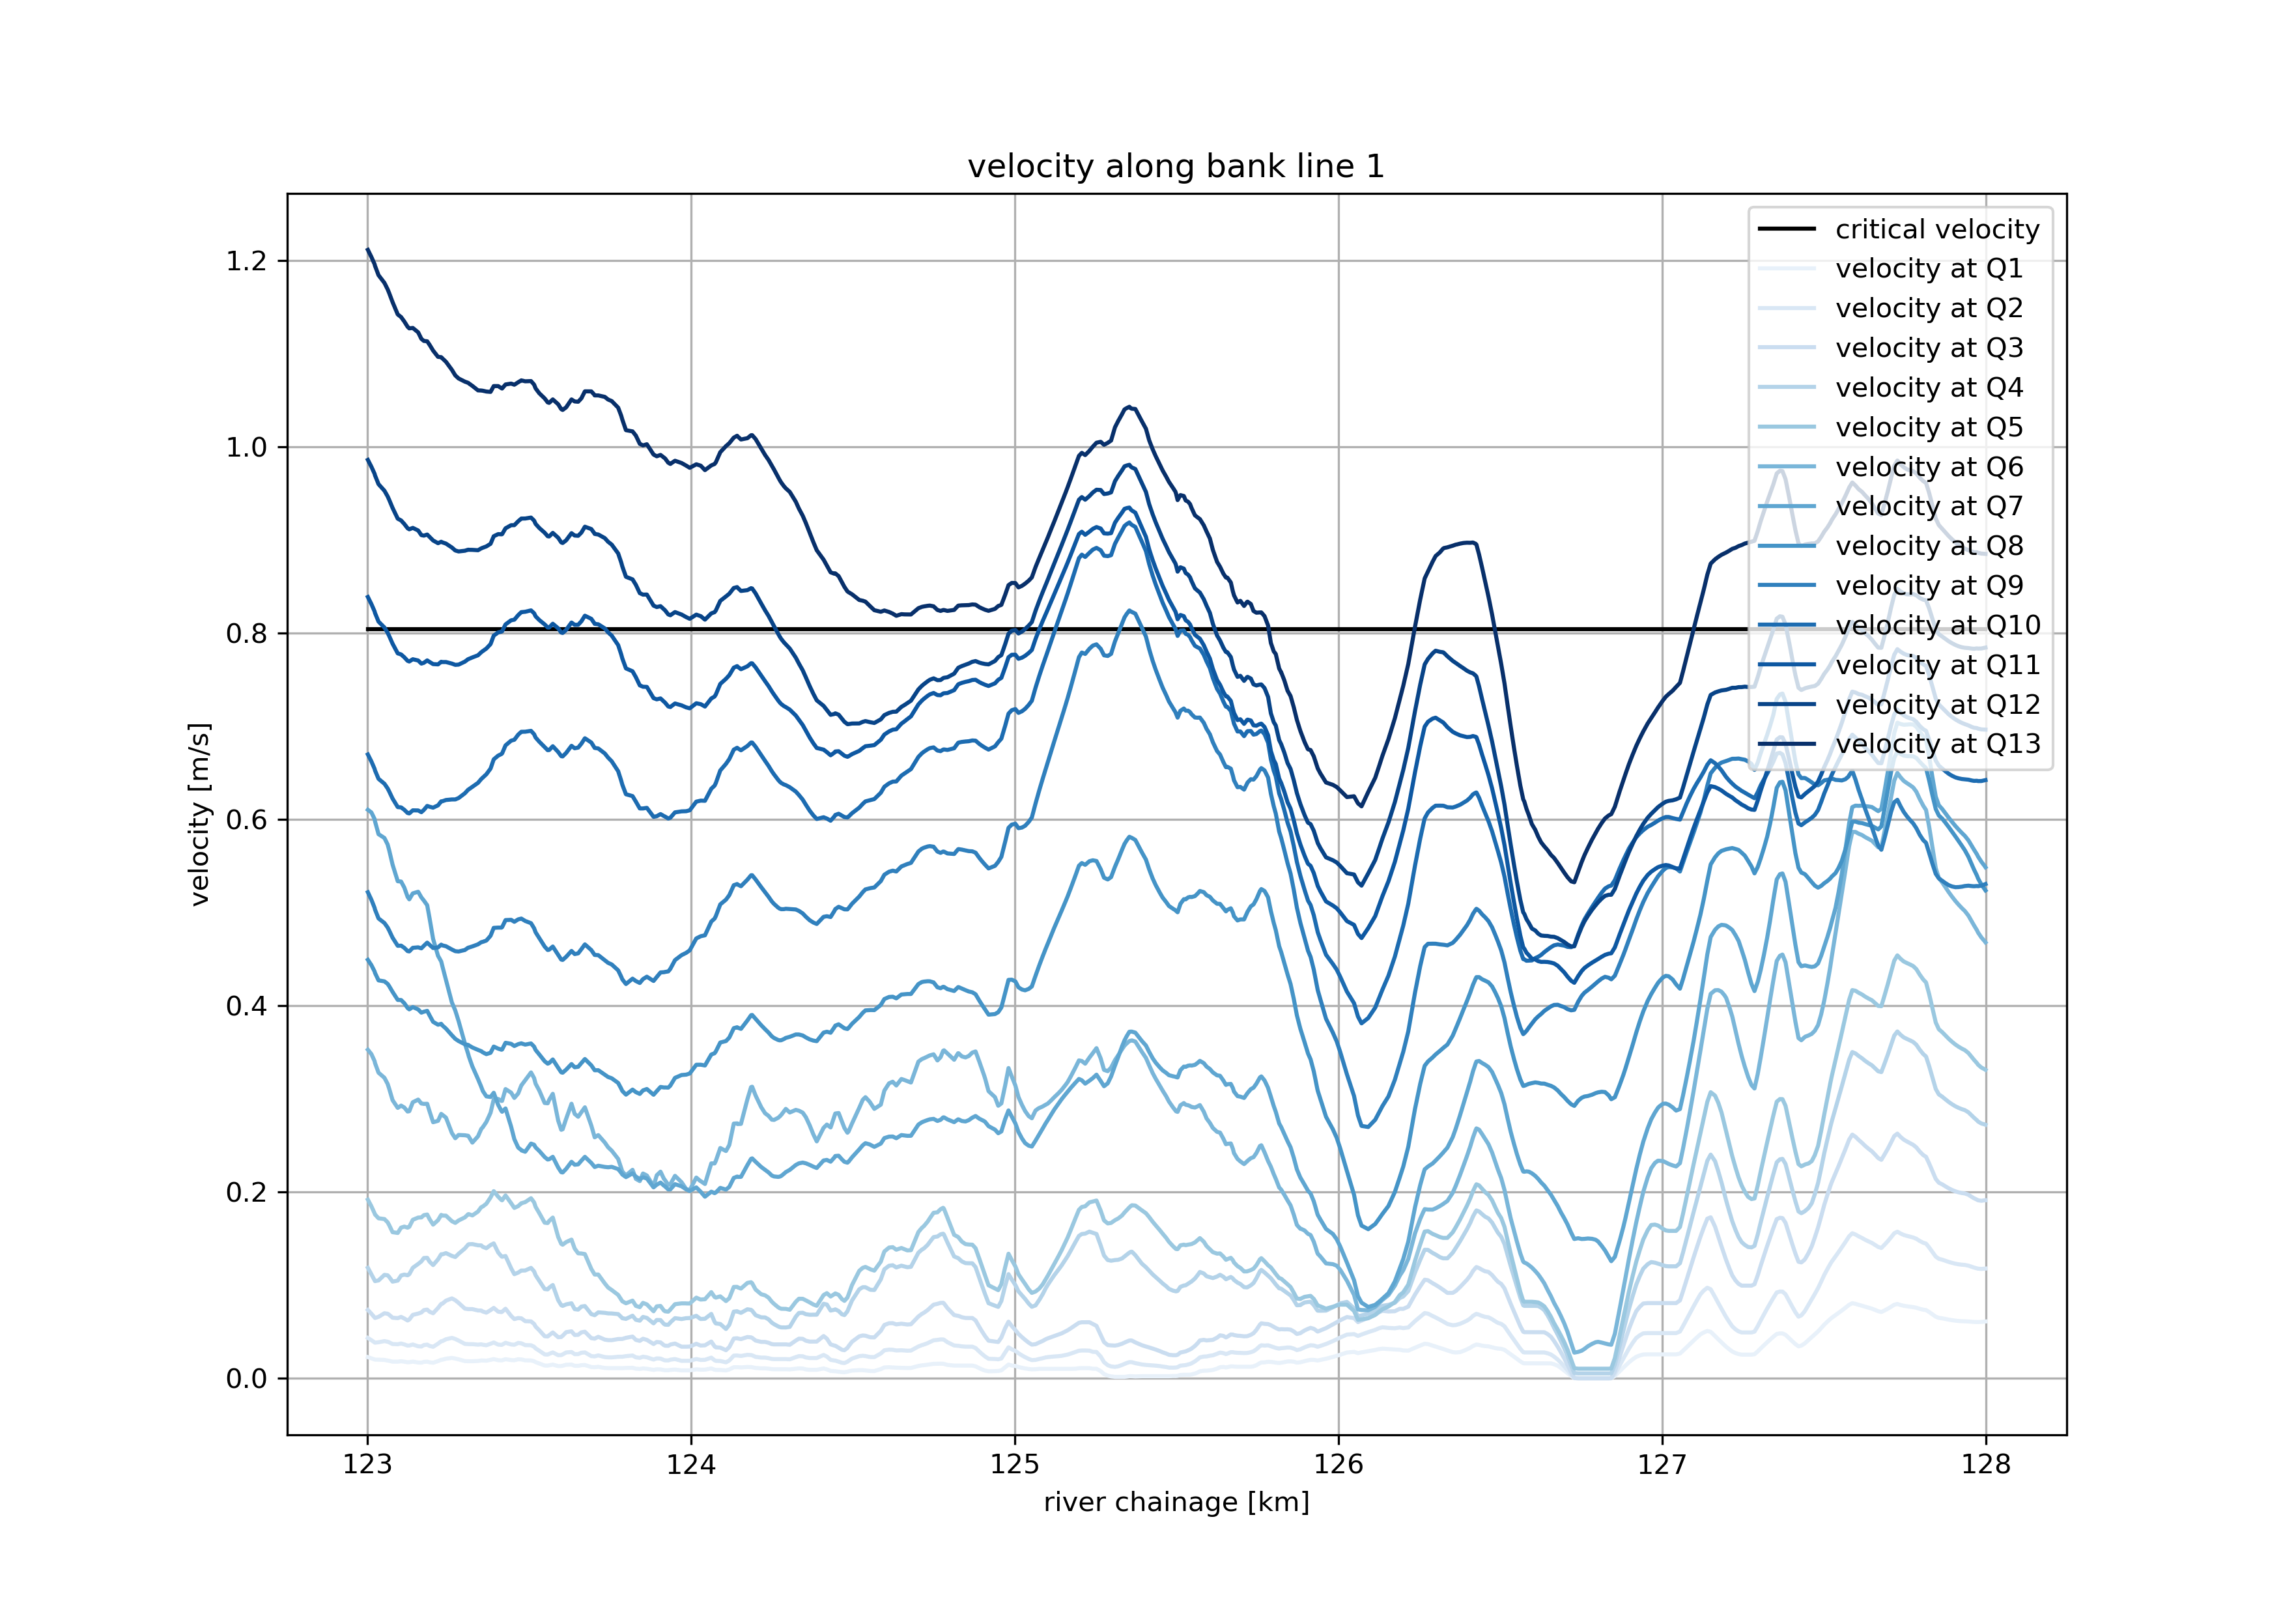 velocity along bank line 1
velocity [m/s]
1.2
1.0
0.8
0.6
0.4
0.2
0.0
critical velocity
velocity at Q1
velocity at Q2
velocity at Q3
velocity at Q4
velocity at Q5
velocity at Q6
velocity at Q7
velocity at Q8
velocity at Q9
velocity at Q10
velocity at Q11
velocity at Q12
velocity at Q13
123 124 125 126 127 128
river chainage [km]